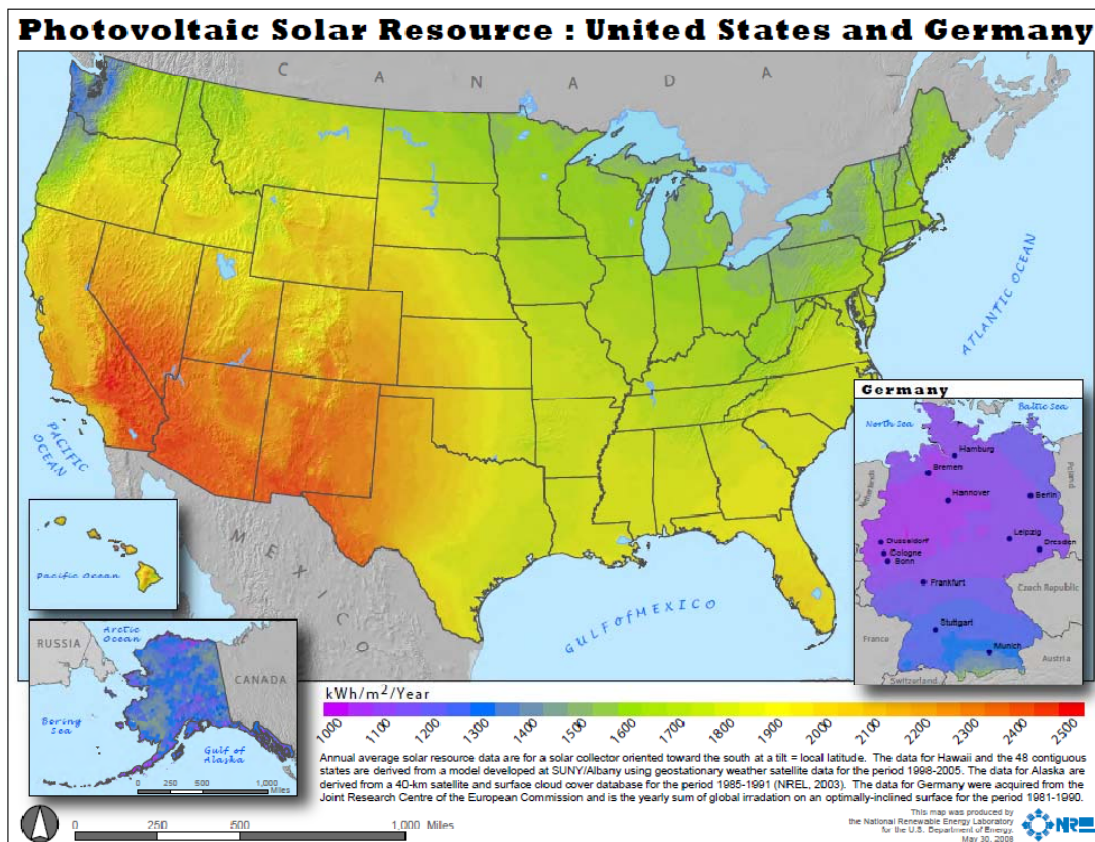 Photovoltaic Solar Resource : United States and Germany
C A N A D A
ATLANTIC OCEAN
PACIFIC
OCEAN
MEXICO
GULF of MEXICO
Pacific Ocean
RUSSIA
Arctic
Ocean
CANADA
Bering
Sea
Gulf of
Alaska
0 250 500 1,000
Miles
Germany
North Sea
Baltic Sea
Netherlands
Poland
Hamburg
Bremen
Hannover
Berlin
Dusseldorf
Cologne
Bonn
Leipzig
Dresden
Frankfurt
Czech Republic
Stuttgart
Munich
France
Switzerland
Austria
kWh/m²/Year
1000 1100 1200 1300 1400 1500 1600 1700 1800 1900 2000 2100 2200 2300 2400 2500
Annual average solar resource data are for a solar collector oriented toward the south at a tilt = local latitude. The data for Hawaii and the 48 contiguous
states are derived from a model developed at SUNY/Albany using geostationary weather satellite data for the period 1998-2005. The data for Alaska are
derived from a 40-km satellite and surface cloud cover database for the period 1985-1991 (NREL, 2003). The data for Germany were acquired from the
Joint Research Centre of the European Commission and is the yearly sum of global irradation on an optimally-inclined surface for the period 1981-1990.
0 250 500 1,000 Miles
This map was produced by
the National Renewable Energy Laboratory
for the U.S. Department of Energy.
May 30, 2008
NREL